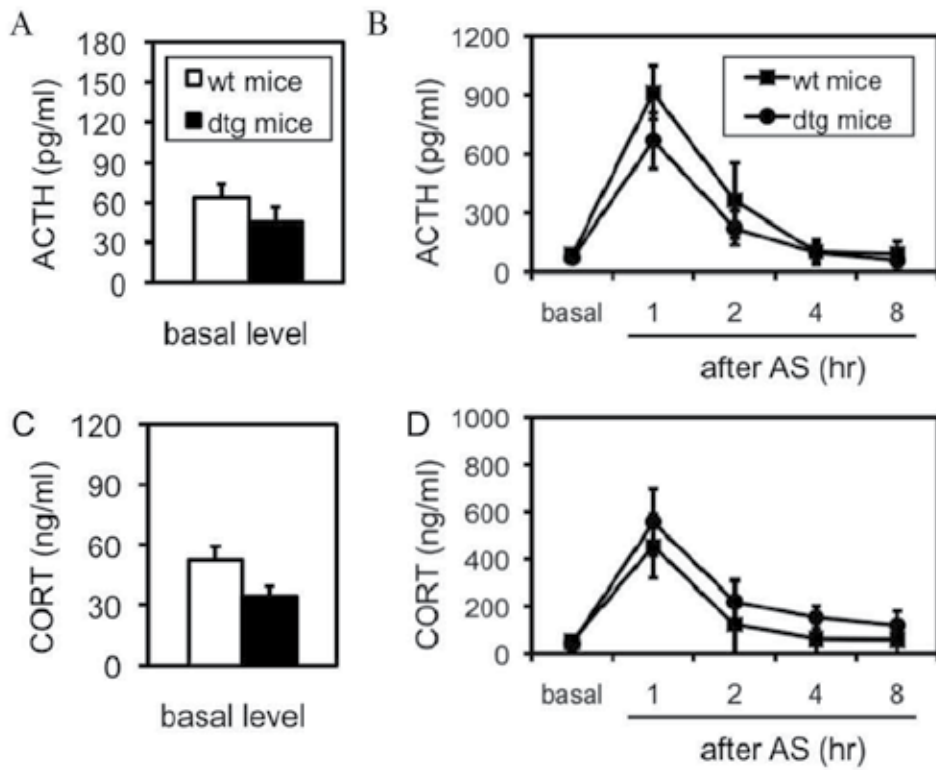 A
ACTH (pg/ml)
180
150
120
90
60
30
0
wt mice
dtg mice
basal level
B
ACTH (pg/ml)
1200
900
600
300
0
wt mice
dtg mice
basal 1 2 4 8
after AS (hr)
C
CORT (ng/ml)
120
90
60
30
0
basal level
D
CORT (ng/ml)
1000
800
600
400
200
0
basal 1 2 4 8
after AS (hr)